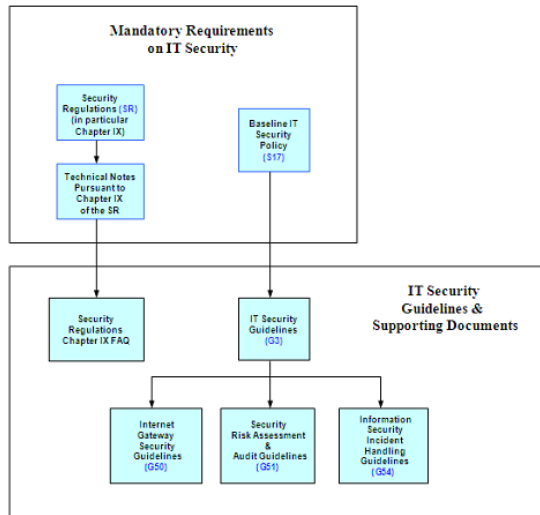 Mandatory Requirements
on IT Security
Security
Regulations (SR)
(in particular
Chapter IX)
Baseline IT
Security
Policy
(S17)
Technical Notes
Pursuant to
Chapter IX
of the SR
IT Security
Guidelines &
Supporting Documents
Security
Regulations
Chapter IX FAQ
IT Security
Guidelines
(G3)
Internet
Gateway
Security
Guidelines
(G50)
Security
Risk Assessment
&
Audit Guidelines
(G51)
Information
Security
Incident
Handling
Guidelines
(G54)